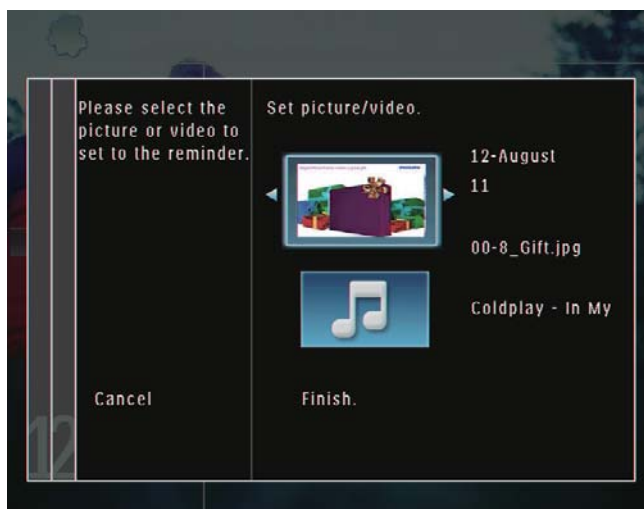 Please select the
picture or video to
set to the reminder.
Set picture/video.
12-August
11
00-8_Gift.jpg
Coldplay - In My
Cancel
Finish.
12